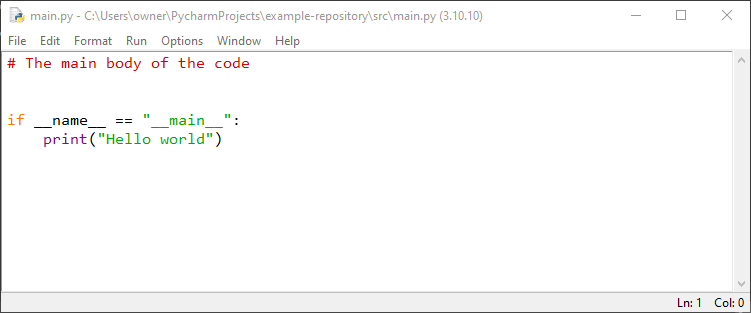 main.py - C:\Users\owner\PycharmProjects\example-repository\src\main.py (3.10.10)
File Edit Format Run Options Window Help
# The main body of the code
if __name__ == "__main__":
    print("Hello world")
Ln: 1 Col: 0